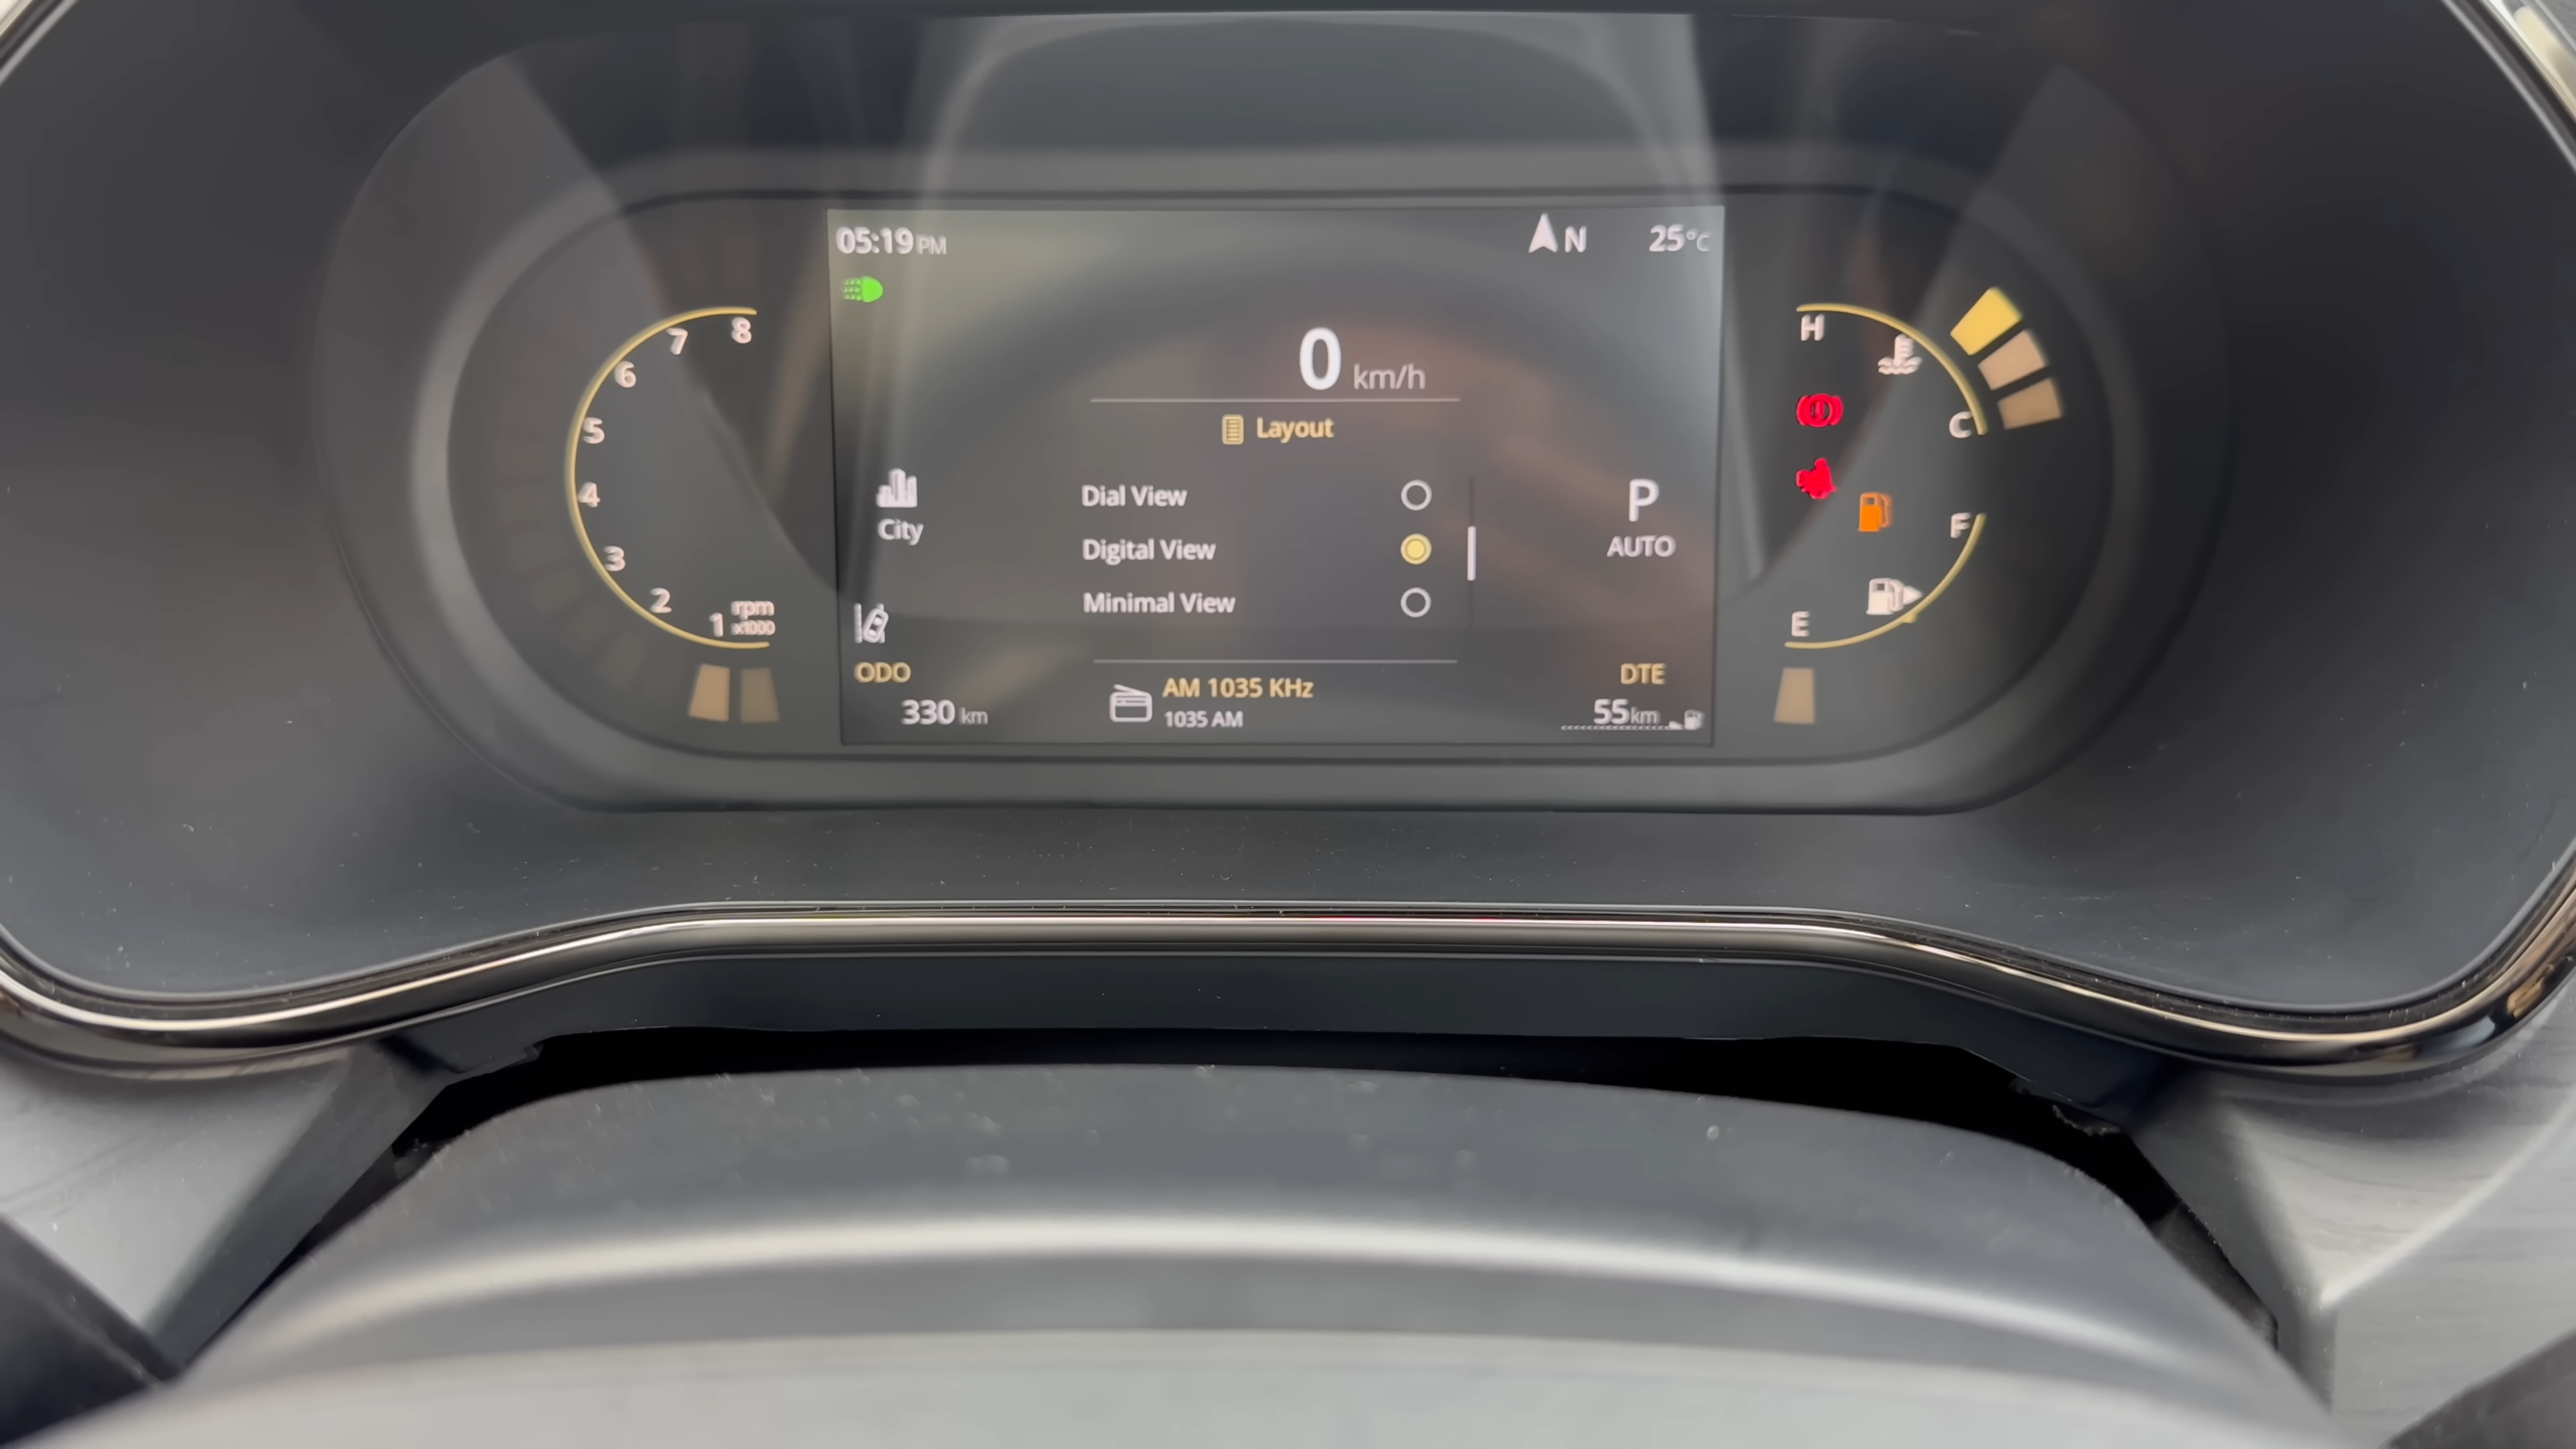 05:19 PM
N
25°C
0 km/h
Layout
Dial View
Digital View
Minimal View
City
P
AUTO
ODO
330 km
AM 1035 KHz
1035 AM
DTE
55 km
8
7
6
5
4
3
2
1 rpm
x1000
H
C
F
E